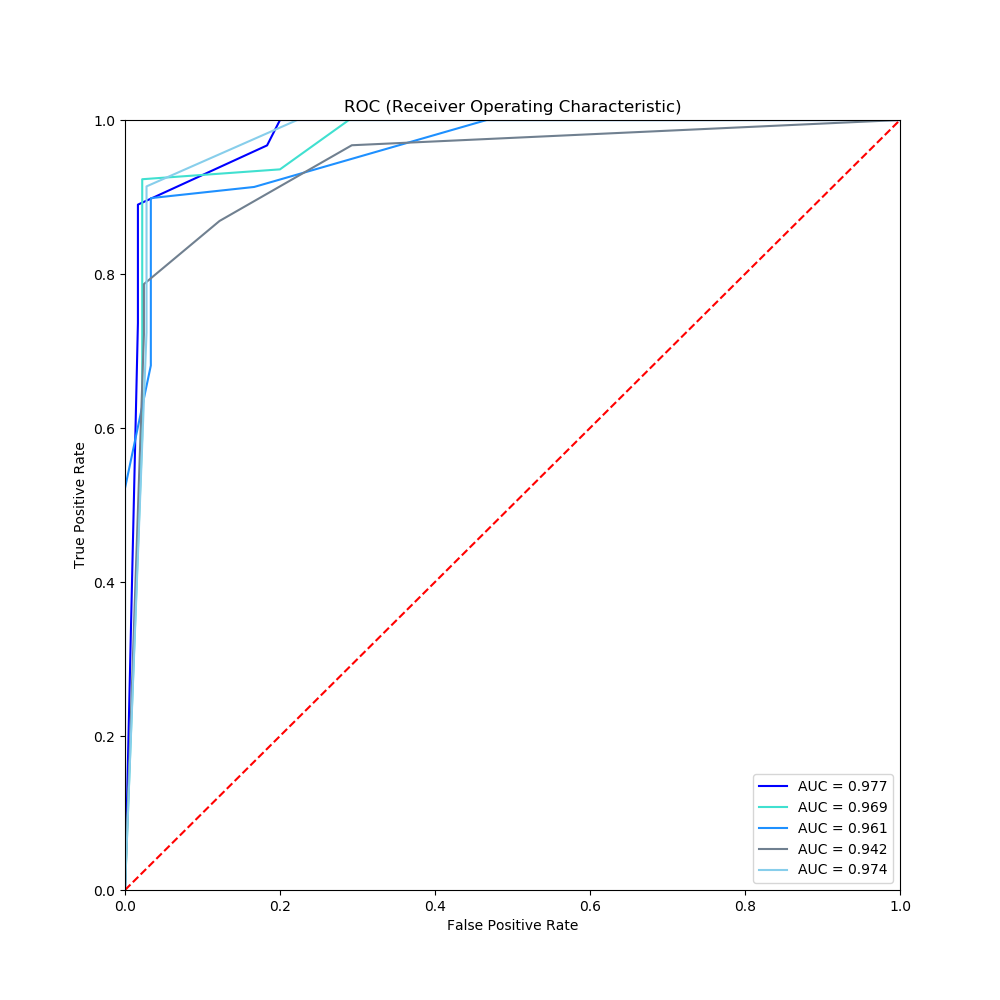 ROC (Receiver Operating Characteristic)
1.0
0.8
0.6
0.4
0.2
0.0
True Positive Rate
0.0 0.2 0.4 0.6 0.8 1.0
False Positive Rate
AUC = 0.977
AUC = 0.969
AUC = 0.961
AUC = 0.942
AUC = 0.974